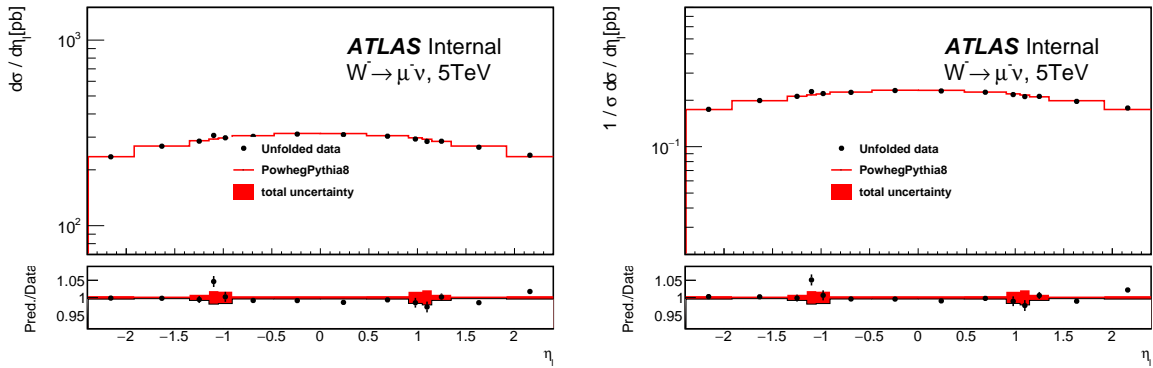 dσ / dη_l[pb]
10³
10²
ATLAS Internal
W⁻→ μ⁻ν, 5TeV
Unfolded data
PowhegPythia8
total uncertainty
Pred./Data
1.05
1
0.95
−2 −1.5 −1 −0.5 0 0.5 1 1.5 2
η_l
1 / σ dσ / dη_l[pb]
10⁻¹
ATLAS Internal
W⁻→ μ⁻ν, 5TeV
Unfolded data
PowhegPythia8
total uncertainty
Pred./Data
1.05
1
0.95
−2 −1.5 −1 −0.5 0 0.5 1 1.5 2
η_l